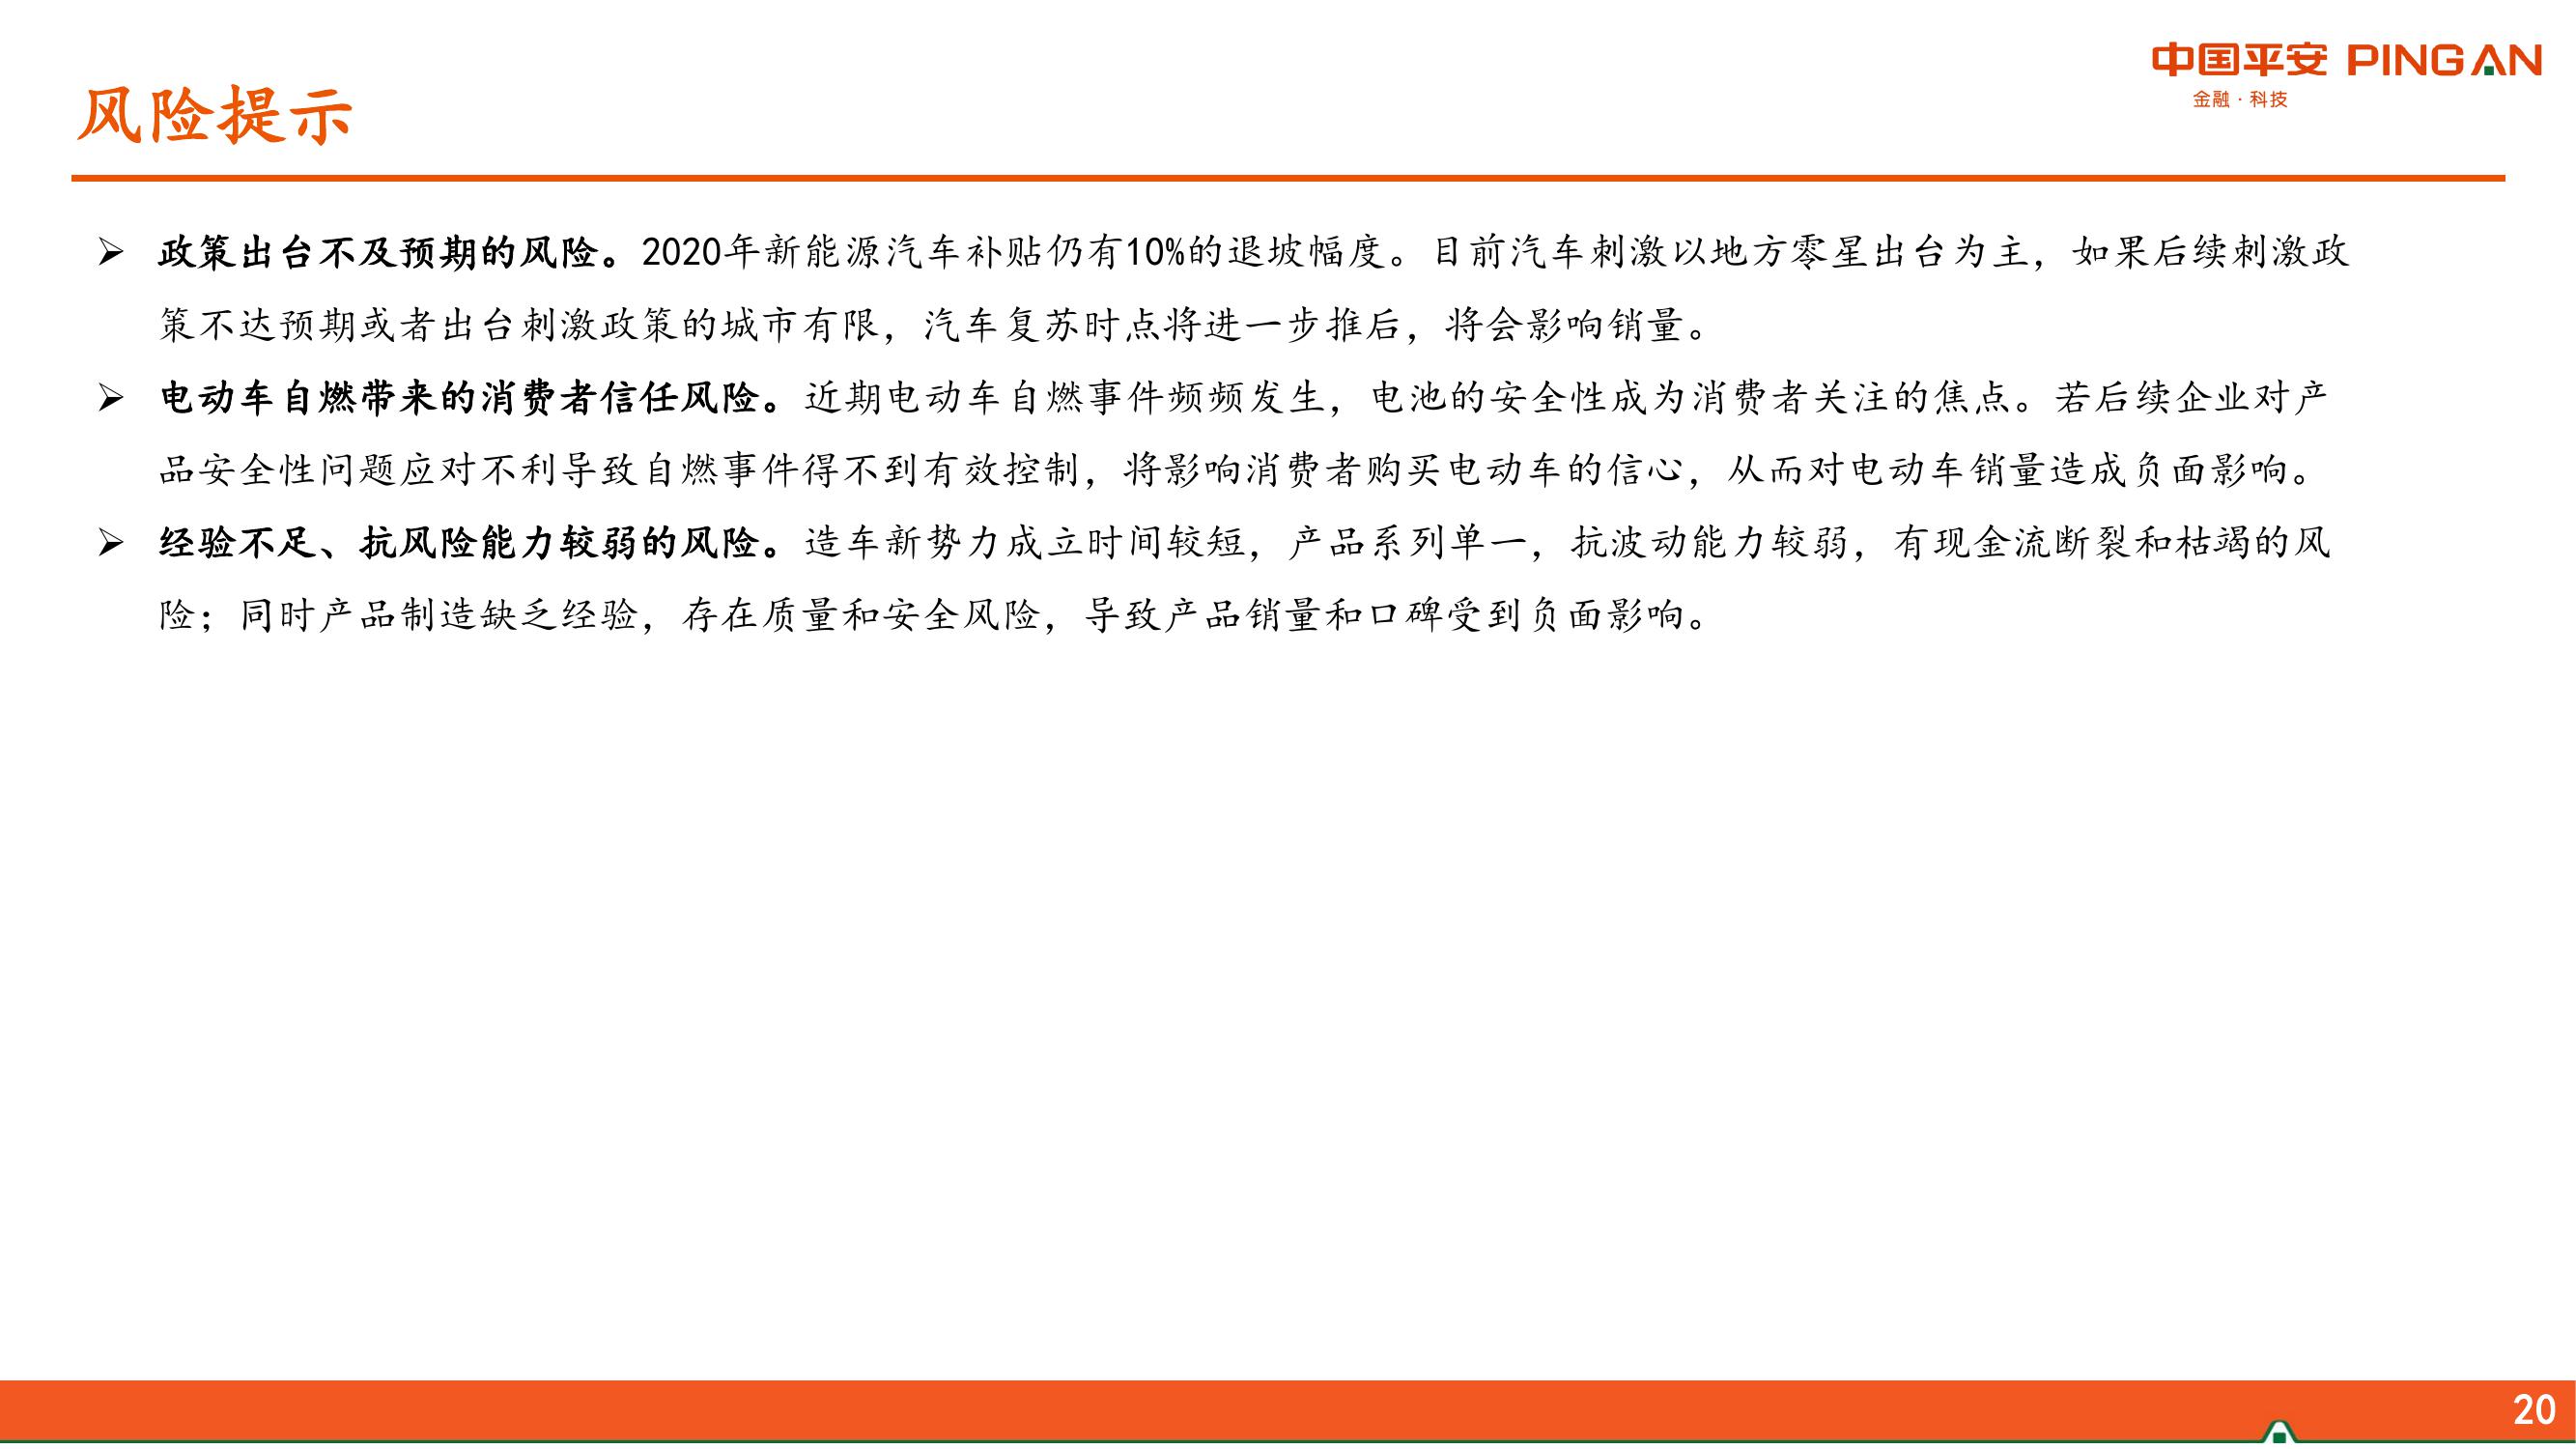 中国平安 PINGAN
金融·科技
风险提示
➢ 政策出台不及预期的风险。2020年新能源汽车补贴仍有10%的退坡幅度。目前汽车刺激以地方零星出台为主，如果后续刺激政
策不达预期或者出台刺激政策的城市有限，汽车复苏时点将进一步推后，将会影响销量。
➢ 电动车自燃带来的消费者信任风险。近期电动车自燃事件频频发生，电池的安全性成为消费者关注的焦点。若后续企业对产
品安全性问题应对不利导致自燃事件得不到有效控制，将影响消费者购买电动车的信心，从而对电动车销量造成负面影响。
➢ 经验不足、抗风险能力较弱的风险。造车新势力成立时间较短，产品系列单一，抗波动能力较弱，有现金流断裂和枯竭的风
险；同时产品制造缺乏经验，存在质量和安全风险，导致产品销量和口碑受到负面影响。
20